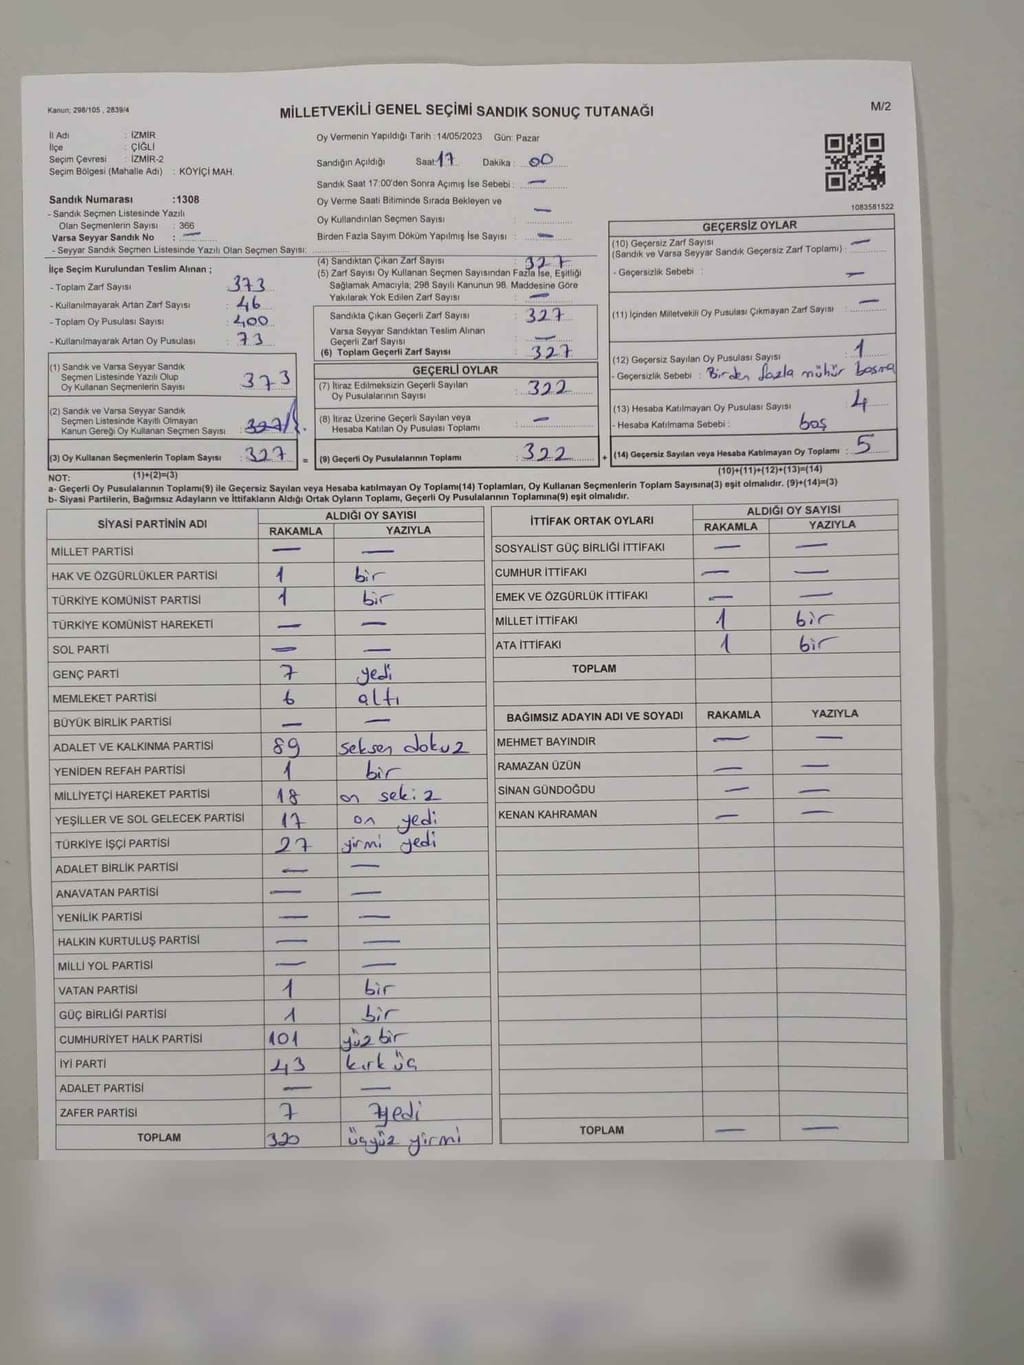 Kanun: 298/105 , 2839/4
MİLLETVEKİLİ GENEL SEÇİMİ SANDIK SONUÇ TUTANAĞI
M/2
İl Adı : İZMİR
İlçe : ÇİĞLİ
Seçim Çevresi : İZMİR-2
Seçim Bölgesi (Mahalle Adı) : KÖYİÇİ MAH.
Sandık Numarası :1308
- Sandık Seçmen Listesinde Yazılı
Olan Seçmenlerin Sayısı : 366
Varsa Seyyar Sandık No : —
- Seyyar Sandık Seçmen Listesinde Yazılı Olan Seçmen Sayısı:
Oy Vermenin Yapıldığı Tarih :14/05/2023 Gün: Pazar
Sandığın Açıldığı Saat: 17 Dakika : 00
Sandık Saat 17:00'den Sonra Açımış İse Sebebi : —
Oy Verme Saati Bitiminde Sırada Bekleyen ve
Oy Kullandırılan Seçmen Sayısı : —
Birden Fazla Sayım Döküm Yapılmış İse Sayısı : —
1083581522
İlçe Seçim Kurulundan Teslim Alınan ;
- Toplam Zarf Sayısı : 373
- Kullanılmayarak Artan Zarf Sayısı : 46
- Toplam Oy Pusulası Sayısı : 400
- Kullanılmayarak Artan Oy Pusulası : 73
(1) Sandık ve Varsa Seyyar Sandık
Seçmen Listesinde Yazılı Olup
Oy Kullanan Seçmenlerin Sayısı : 373
(2) Sandık ve Varsa Seyyar Sandık
Seçmen Listesinde Kayıtlı Olmayan
Kanun Gereği Oy Kullanan Seçmen Sayısı : 327
(3) Oy Kullanan Seçmenlerin Toplam Sayısı : 327 =
(4) Sandıktan Çıkan Zarf Sayısı : 327
(5) Zarf Sayısı Oy Kullanan Seçmen Sayısından Fazla İse, Eşitliği
Sağlamak Amacıyla; 298 Sayılı Kanunun 98. Maddesine Göre
Yakılarak Yok Edilen Zarf Sayısı : —
Sandıkta Çıkan Geçerli Zarf Sayısı : 327
Varsa Seyyar Sandıktan Teslim Alınan
Geçerli Zarf Sayısı : —
(6) Toplam Geçerli Zarf Sayısı : 327
GEÇERLİ OYLAR
(7) İtiraz Edilmeksizin Geçerli Sayılan
Oy Pusulalarının Sayısı : 322
(8) İtiraz Üzerine Geçerli Sayılan veya
Hesaba Katılan Oy Pusulası Toplamı : —
(9) Geçerli Oy Pusulalarının Toplamı : 322 +
GEÇERSİZ OYLAR
(10) Geçersiz Zarf Sayısı : —
(Sandık ve Varsa Seyyar Sandık Geçersiz Zarf Toplamı)
- Geçersizlik Sebebi : —
(11) İçinden Milletvekili Oy Pusulası Çıkmayan Zarf Sayısı : —
(12) Geçersiz Sayılan Oy Pusulası Sayısı : 1
- Geçersizlik Sebebi : Birden fazla mühür basma
(13) Hesaba Katılmayan Oy Pusulası Sayısı : 4
- Hesaba Katılmama Sebebi : boş
(14) Geçersiz Sayılan veya Hesaba Katılmayan Oy Toplamı : 5
NOT: (1)+(2)=(3) (10)+(11)+(12)+(13)=(14)
a- Geçerli Oy Pusulalarının Toplamı(9) ile Geçersiz Sayılan veya Hesaba katılmayan Oy Toplamı(14) Toplamları, Oy Kullanan Seçmenlerin Toplam Sayısına(3) eşit olmalıdır. (9)+(14)=(3)
b- Siyasi Partilerin, Bağımsız Adayların ve İttifakların Aldığı Ortak Oyların Toplamı, Geçerli Oy Pusulalarının Toplamına(9) eşit olmalıdır.
SİYASİ PARTİNİN ADI ALDIĞI OY SAYISI
RAKAMLA YAZIYLA
MİLLET PARTİSİ — —
HAK VE ÖZGÜRLÜKLER PARTİSİ 1 bir
TÜRKİYE KOMÜNİST PARTİSİ 1 bir
TÜRKİYE KOMÜNİST HAREKETİ — —
SOL PARTİ — —
GENÇ PARTİ 7 yedi
MEMLEKET PARTİSİ 6 altı
BÜYÜK BİRLİK PARTİSİ — —
ADALET VE KALKINMA PARTİSİ 89 seksen dokuz
YENİDEN REFAH PARTİSİ 1 bir
MİLLİYETÇİ HAREKET PARTİSİ 18 on sekiz
YEŞİLLER VE SOL GELECEK PARTİSİ 17 on yedi
TÜRKİYE İŞÇİ PARTİSİ 27 yirmi yedi
ADALET BİRLİK PARTİSİ — —
ANAVATAN PARTİSİ — —
YENİLİK PARTİSİ — —
HALKIN KURTULUŞ PARTİSİ — —
MİLLİ YOL PARTİSİ — —
VATAN PARTİSİ 1 bir
GÜÇ BİRLİĞİ PARTİSİ 1 bir
CUMHURİYET HALK PARTİSİ 101 yüz bir
İYİ PARTİ 43 kırk üç
ADALET PARTİSİ — —
ZAFER PARTİSİ 7 yedi
TOPLAM 320 üçyüz yirmi
İTTİFAK ORTAK OYLARI ALDIĞI OY SAYISI
RAKAMLA YAZIYLA
SOSYALİST GÜÇ BİRLİĞİ İTTİFAKI — —
CUMHUR İTTİFAKI — —
EMEK VE ÖZGÜRLÜK İTTİFAKI — —
MİLLET İTTİFAKI 1 bir
ATA İTTİFAKI 1 bir
TOPLAM
BAĞIMSIZ ADAYIN ADI VE SOYADI RAKAMLA YAZIYLA
MEHMET BAYINDIR — —
RAMAZAN ÜZÜN — —
SİNAN GÜNDOĞDU — —
KENAN KAHRAMAN — —
TOPLAM — —